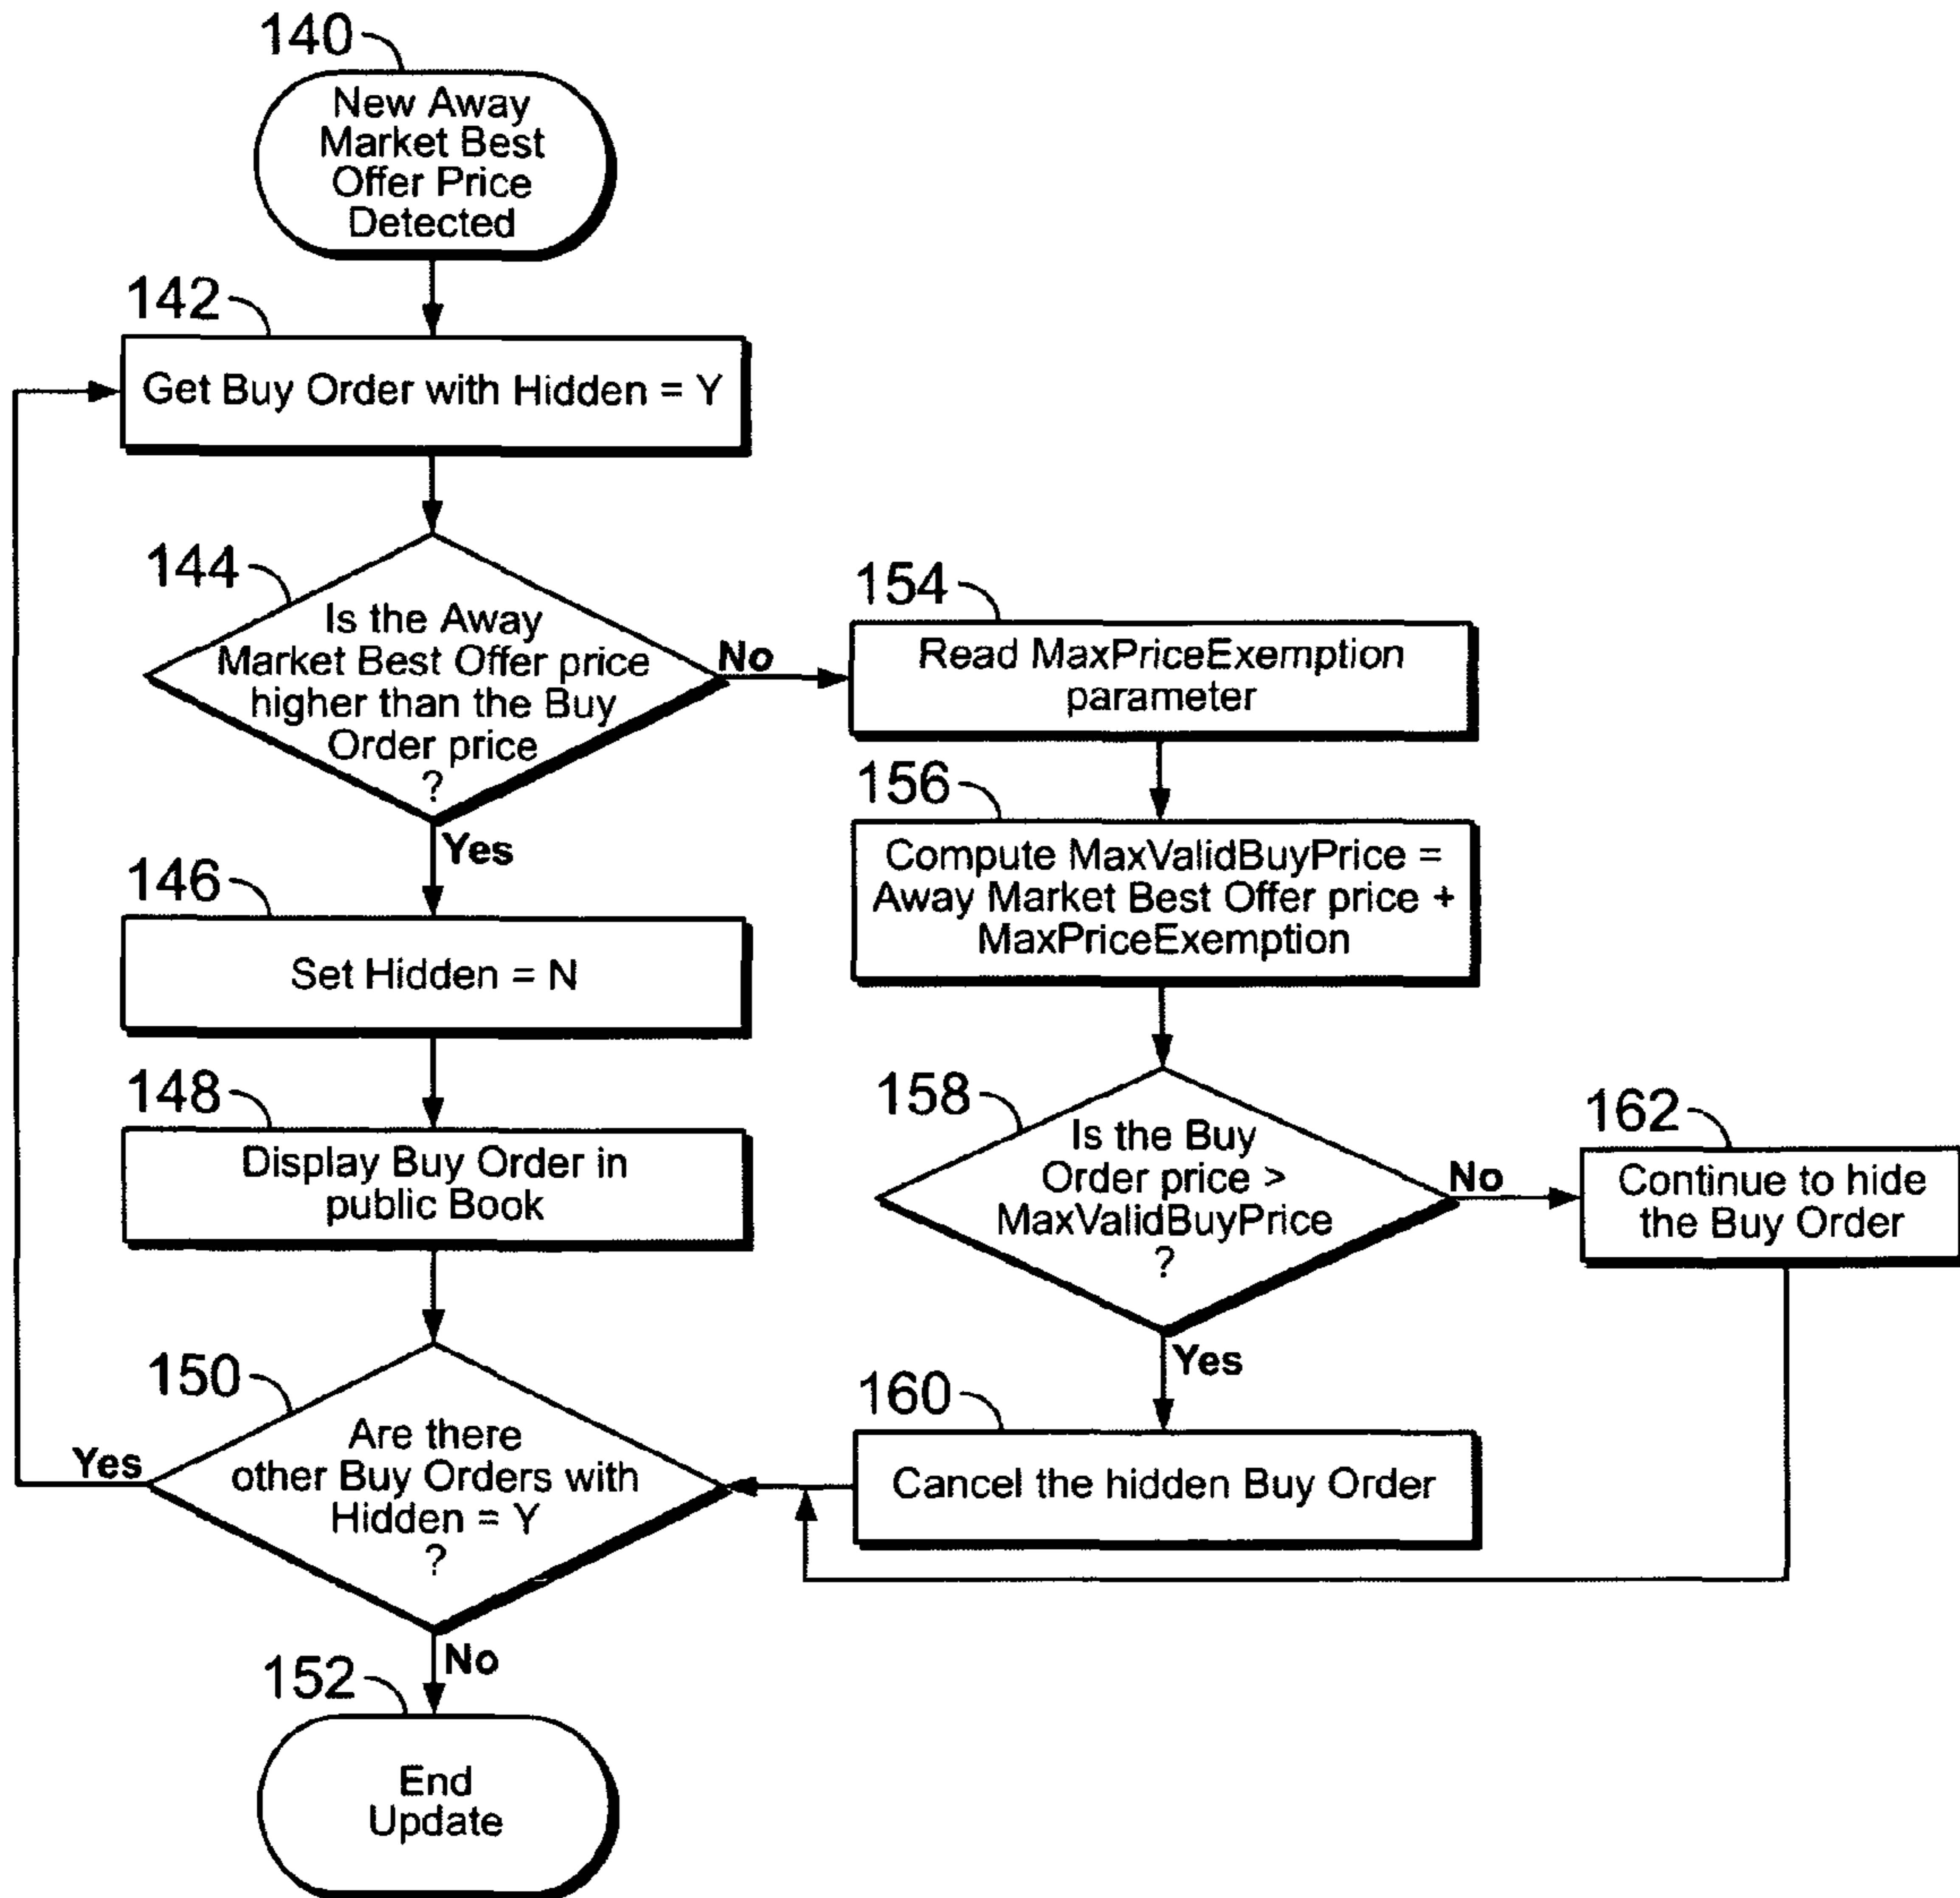 140
New Away
Market Best
Offer Price
Detected
142
Get Buy Order with Hidden = Y
144
Is the Away
Market Best Offer price
higher than the Buy
Order price
?
No
Yes
146
Set Hidden = N
148
Display Buy Order in
public Book
150
Are there
other Buy Orders with
Hidden = Y
?
Yes
No
152
End
Update
154
Read MaxPriceExemption
parameter
156
Compute MaxValidBuyPrice =
Away Market Best Offer price +
MaxPriceExemption
158
Is the Buy
Order price >
MaxValidBuyPrice
?
No
Yes
160
Cancel the hidden Buy Order
162
Continue to hide
the Buy Order